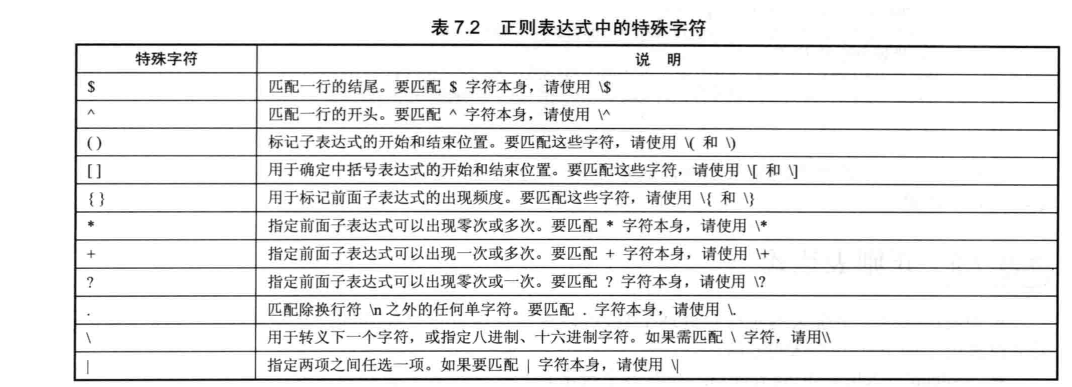 表 7.2 正则表达式中的特殊字符
特殊字符 说 明
$ 匹配一行的结尾。要匹配 $ 字符本身，请使用 \$
^ 匹配一行的开头。要匹配 ^ 字符本身，请使用 \^
() 标记子表达式的开始和结束位置。要匹配这些字符，请使用 \( 和 \)
[] 用于确定中括号表达式的开始和结束位置。要匹配这些字符，请使用 \[ 和 \]
{} 用于标记前面子表达式的出现频度。要匹配这些字符，请使用 \{ 和 \}
* 指定前面子表达式可以出现零次或多次。要匹配 * 字符本身，请使用 \*
+ 指定前面子表达式可以出现一次或多次。要匹配 + 字符本身，请使用 \+
? 指定前面子表达式可以出现零次或一次。要匹配 ? 字符本身，请使用 \?
. 匹配除换行符 \n 之外的任何单字符。要匹配 . 字符本身，请使用 \.
\ 用于转义下一个字符，或指定八进制、十六进制字符。如果需匹配 \ 字符，请用\\
| 指定两项之间任选一项。如果要匹配 | 字符本身，请使用 \|